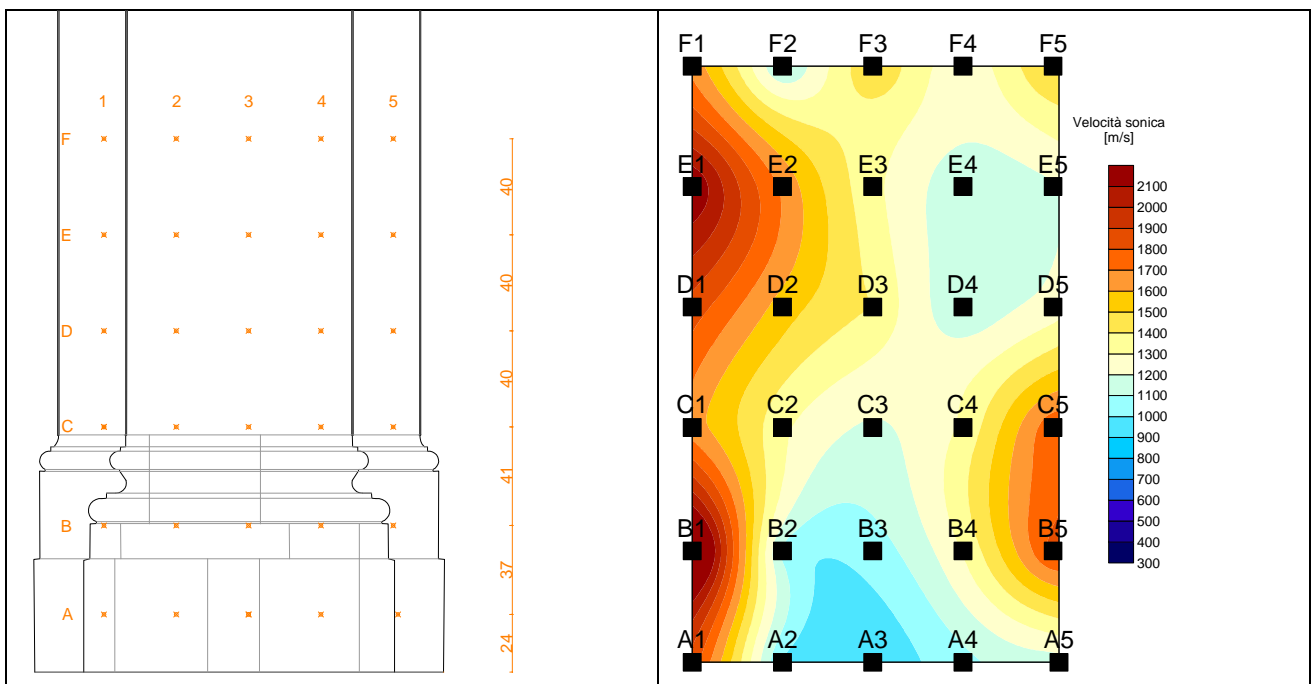 1 2 3 4 5
F
E
D
C
B
A
40
40
40
41
37
24
F1 F2 F3 F4 F5
E1 E2 E3 E4 E5
D1 D2 D3 D4 D5
C1 C2 C3 C4 C5
B1 B2 B3 B4 B5
A1 A2 A3 A4 A5
Velocità sonica
[m/s]
2100
2000
1900
1800
1700
1600
1500
1400
1300
1200
1100
1000
900
800
700
600
500
400
300